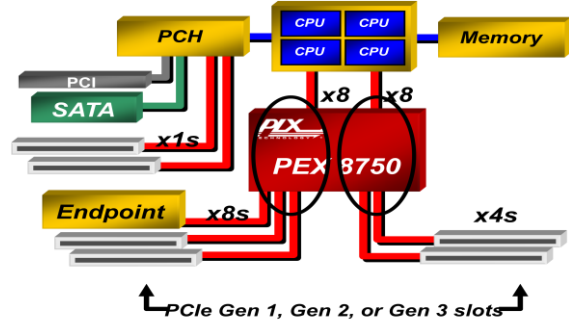 PCH
CPU
CPU
CPU
CPU
Memory
PCI
SATA
x8
x8
x1s
PLX
TECHNOLOGY
PEX 8750
Endpoint
x8s
x4s
PCIe Gen 1, Gen 2, or Gen 3 slots